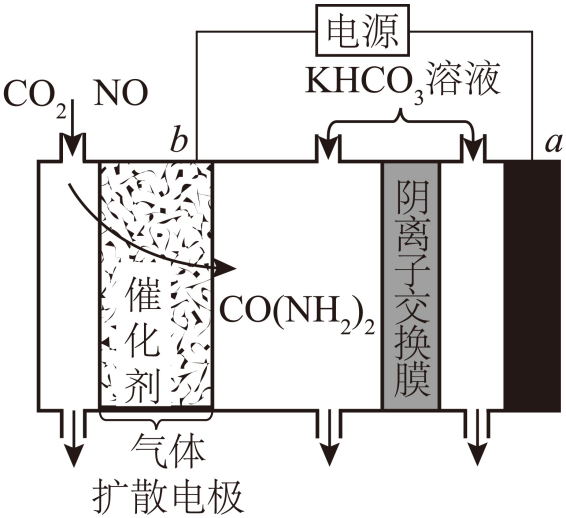 电源
CO₂ NO
KHCO₃溶液
b
a
催化剂
CO(NH₂)₂
阴离子交换膜
气体
扩散电极